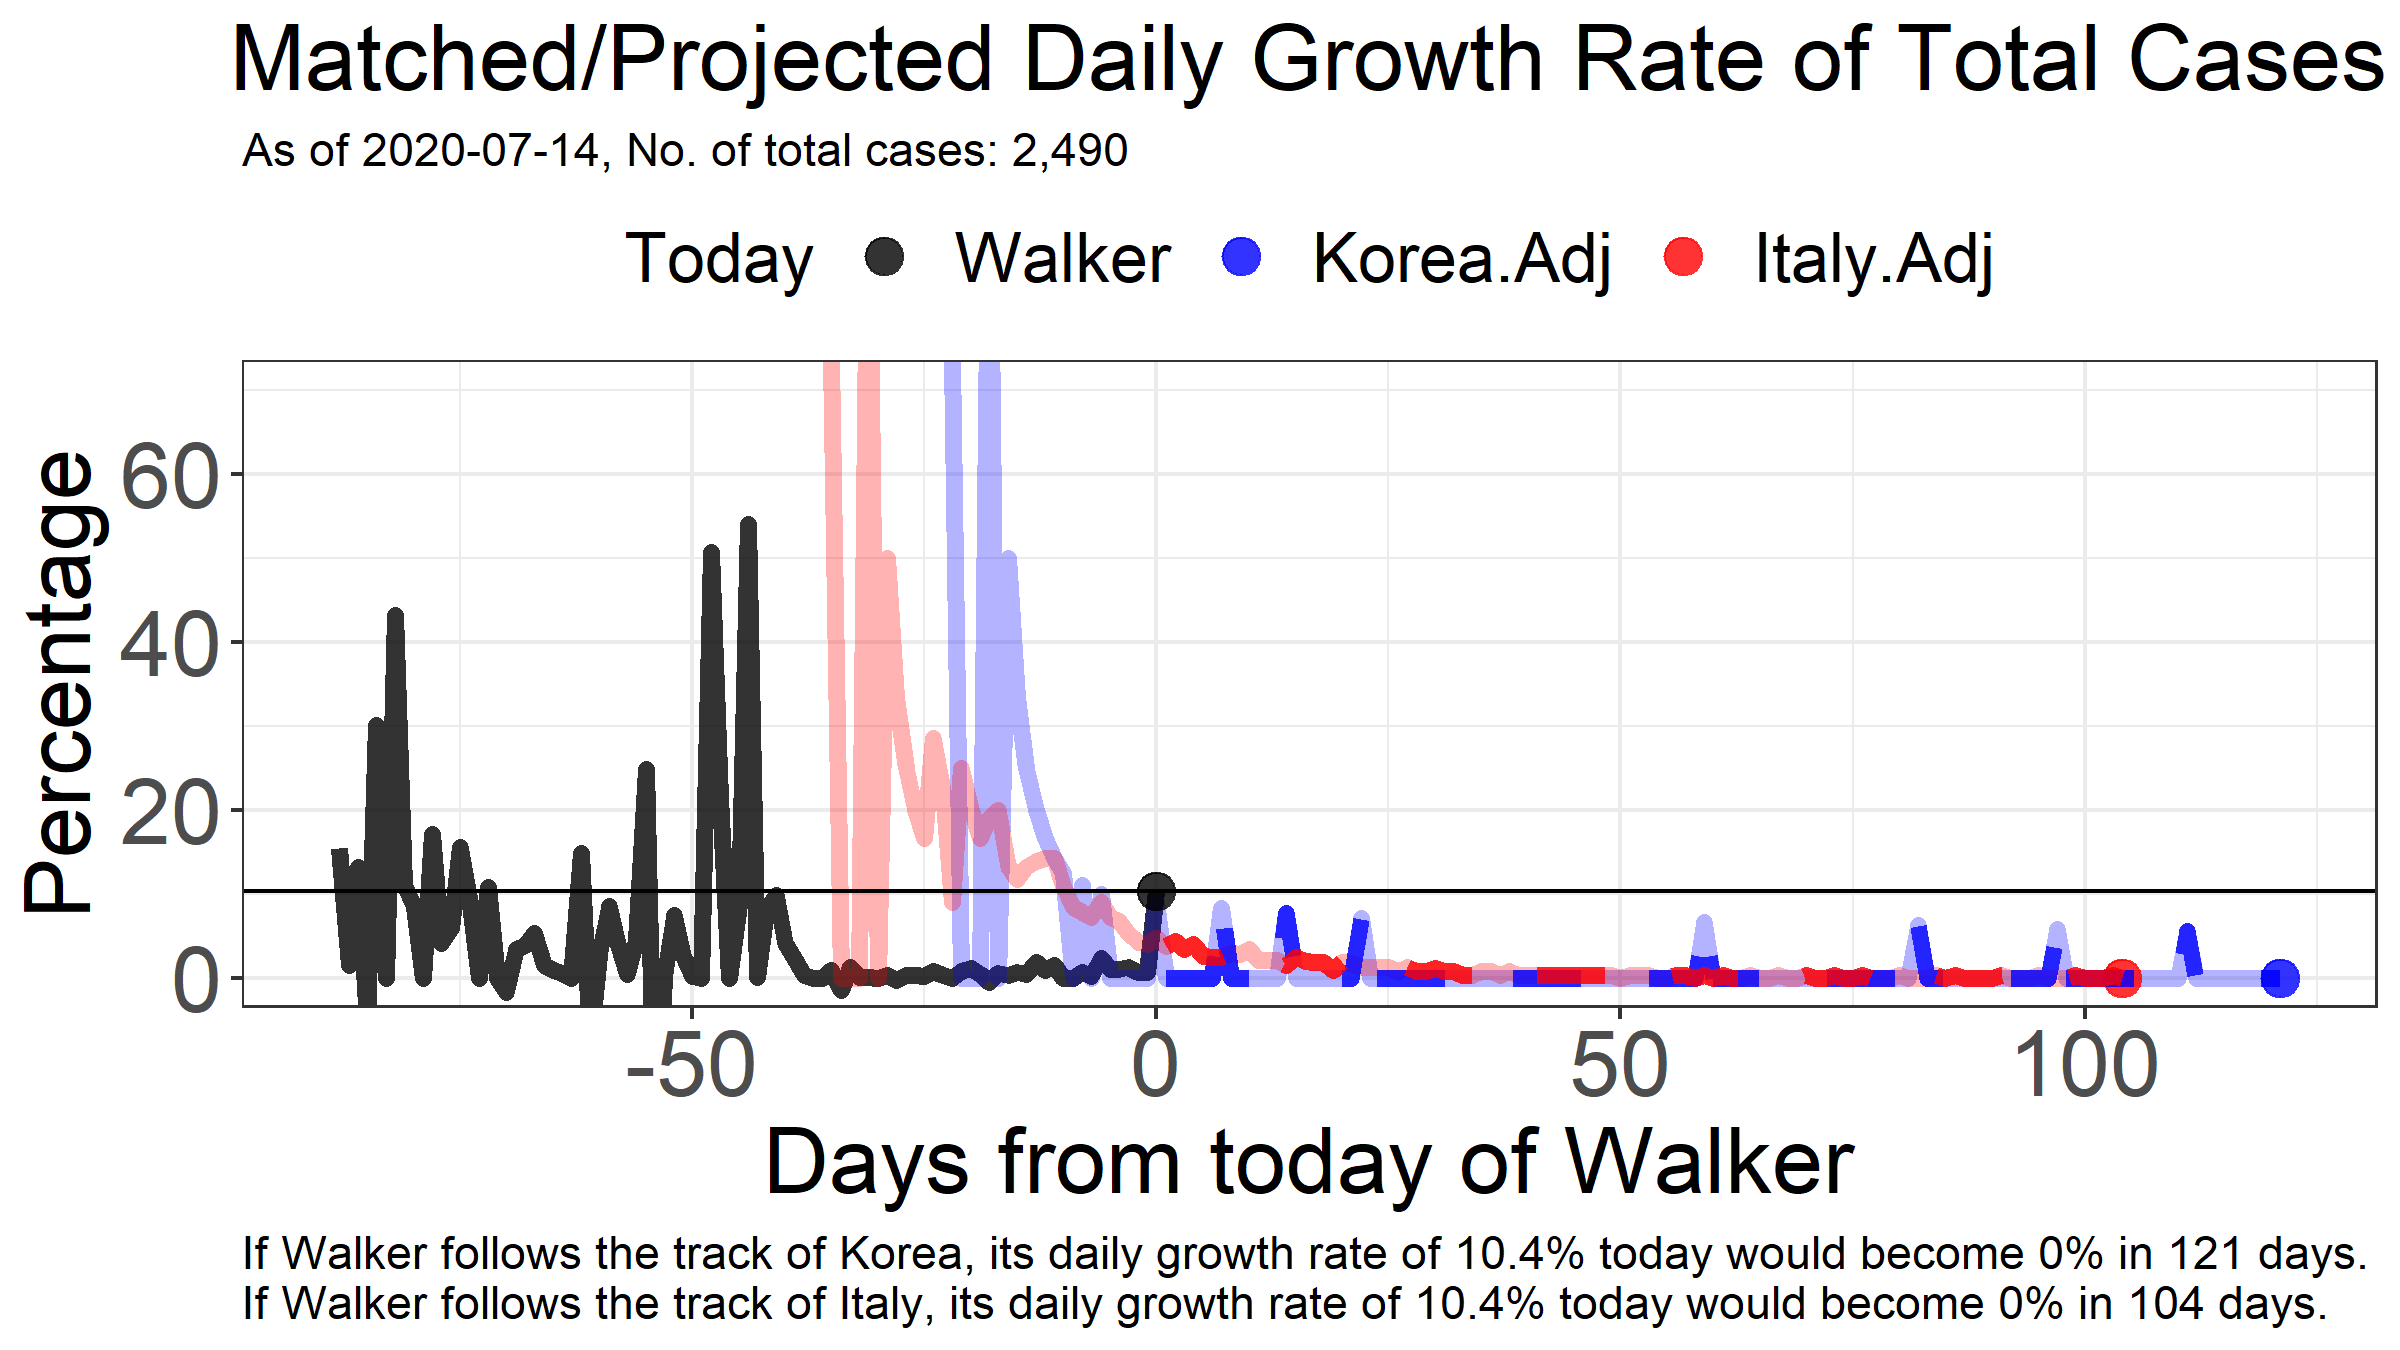 Matched/Projected Daily Growth Rate of Total Cases
As of 2020-07-14, No. of total cases: 2,490
Today Walker Korea.Adj Italy.Adj
Percentage
60
40
20
0
-50 0 50 100
Days from today of Walker
If Walker follows the track of Korea, its daily growth rate of 10.4% today would become 0% in 121 days.
If Walker follows the track of Italy, its daily growth rate of 10.4% today would become 0% in 104 days.